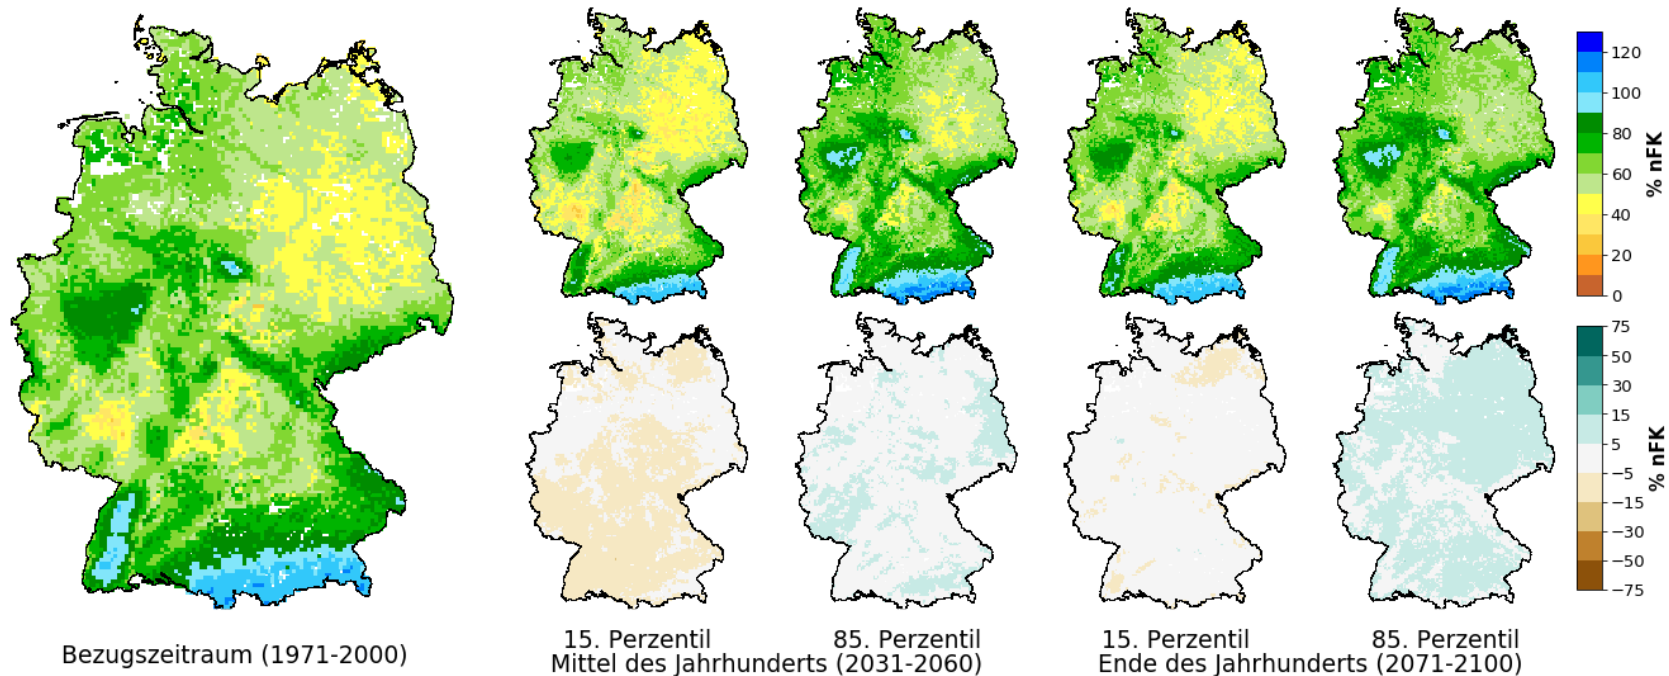 120
100
80
60
40
20
0
% nFK
75
50
30
15
5
−5
−15
−30
−50
−75
% nFK
Bezugszeitraum (1971-2000)
15. Perzentil
85. Perzentil
Mittel des Jahrhunderts (2031-2060)
15. Perzentil
85. Perzentil
Ende des Jahrhunderts (2071-2100)